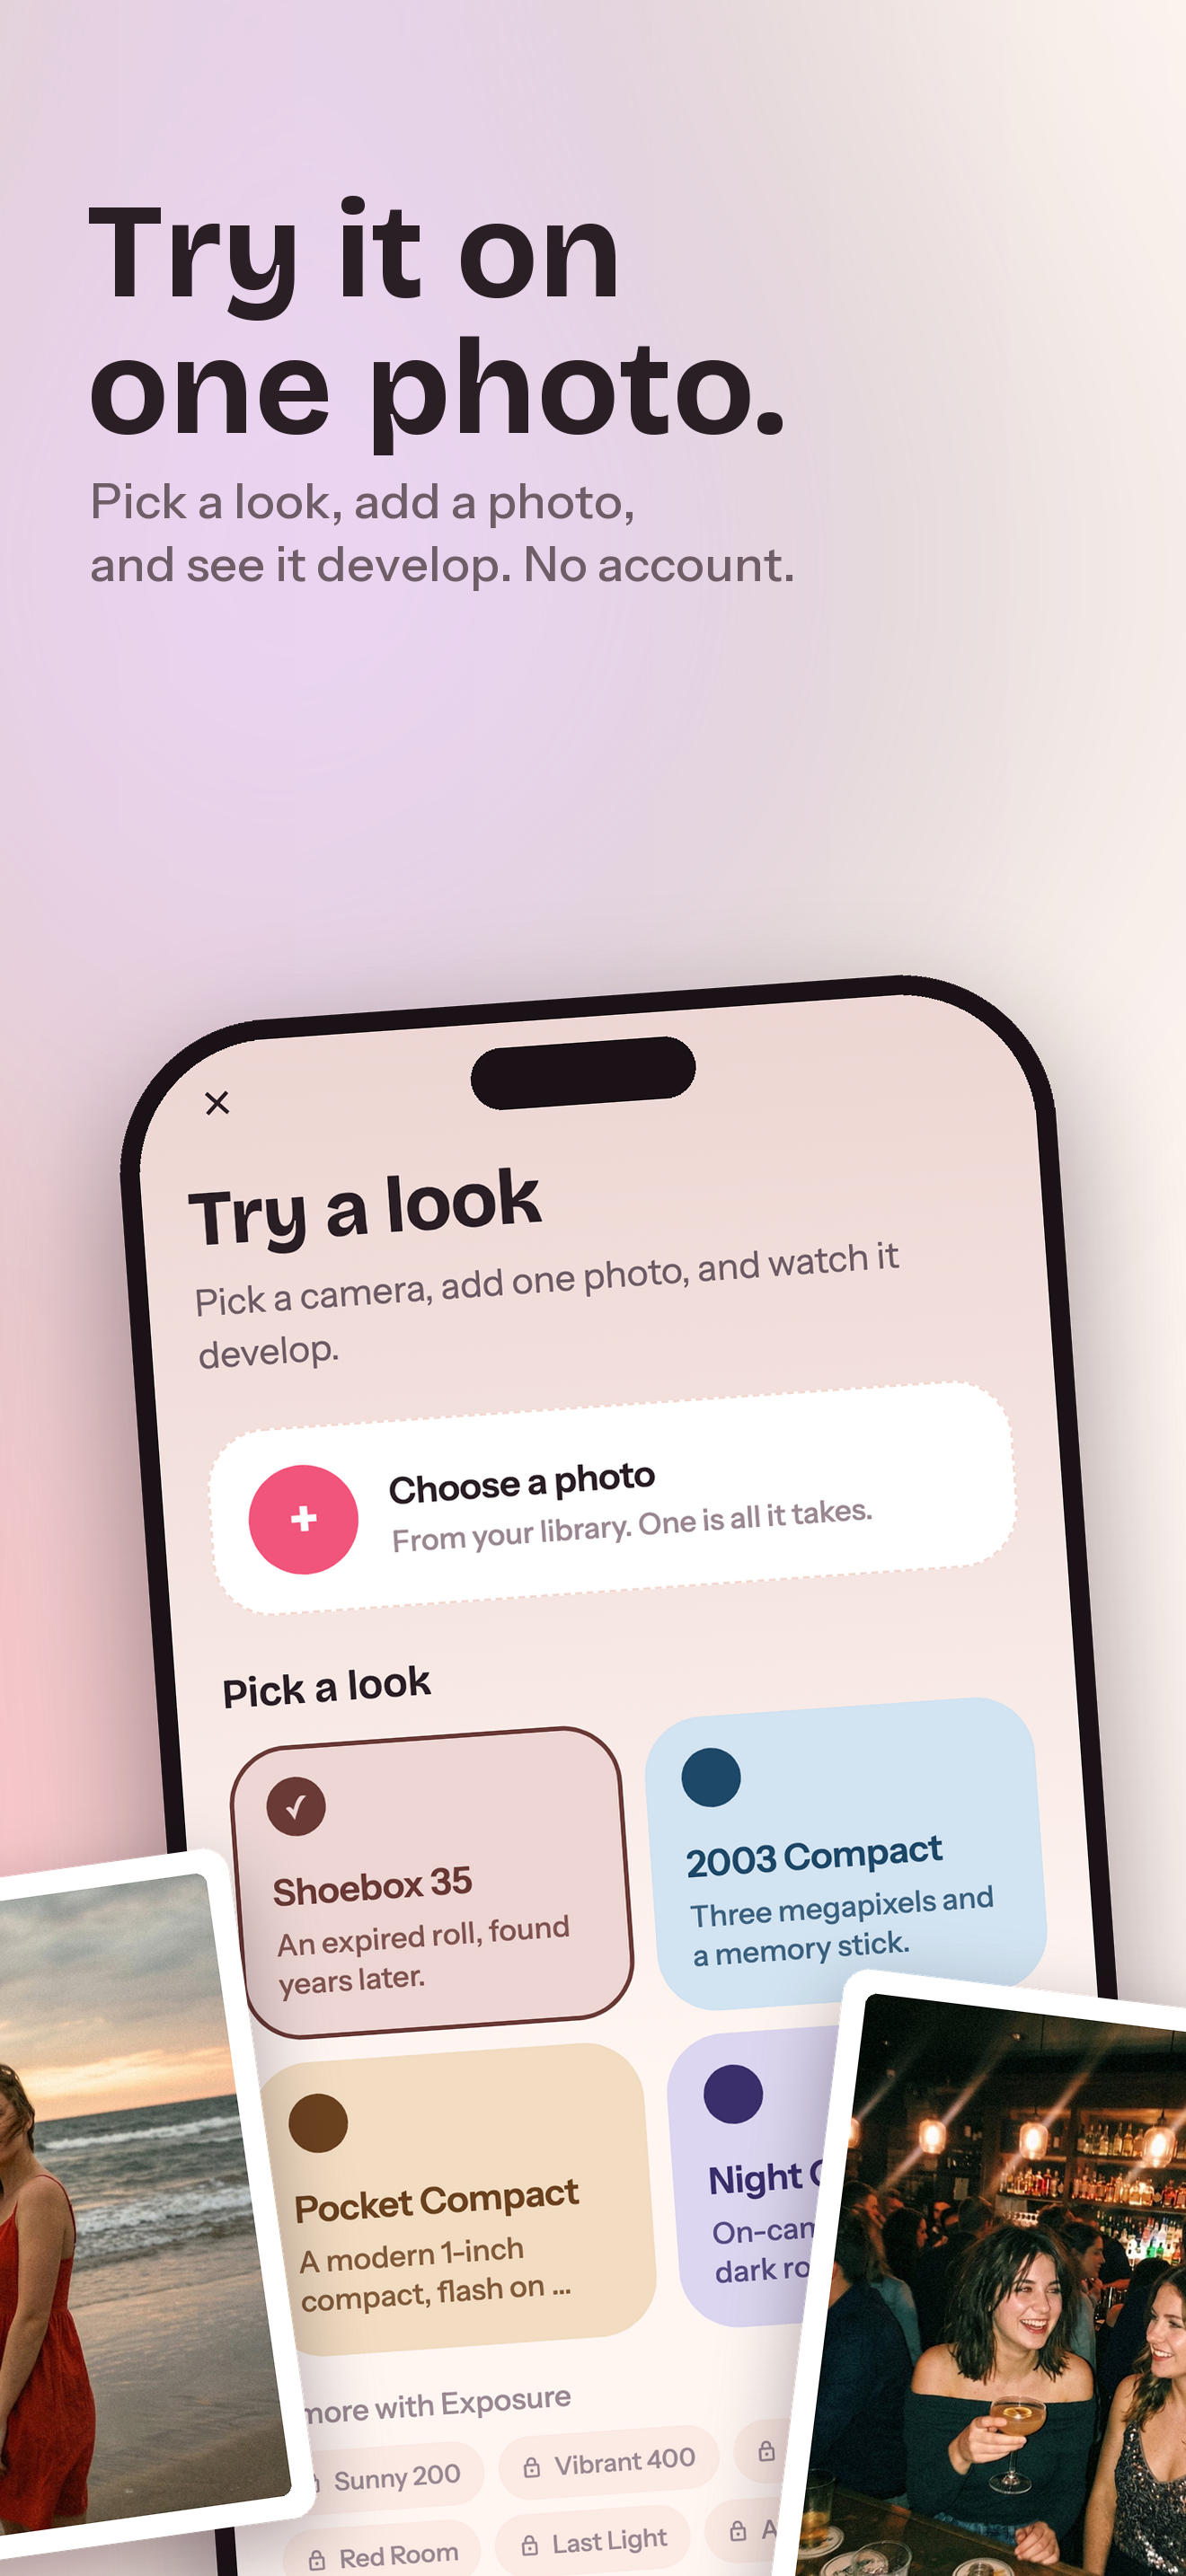 Try it on
one photo.
Pick a look, add a photo,
and see it develop. No account.
Try a look
Pick a camera, add one photo, and watch it
develop.
Choose a photo
From your library. One is all it takes.
Pick a look
Shoebox 35
An expired roll, found
years later.
2003 Compact
Three megapixels and
a memory stick.
Pocket Compact
A modern 1-inch
compact, flash on ...
Night
dark
more with Exposure
Sunny 200
Vibrant 400
Red Room
Last Light